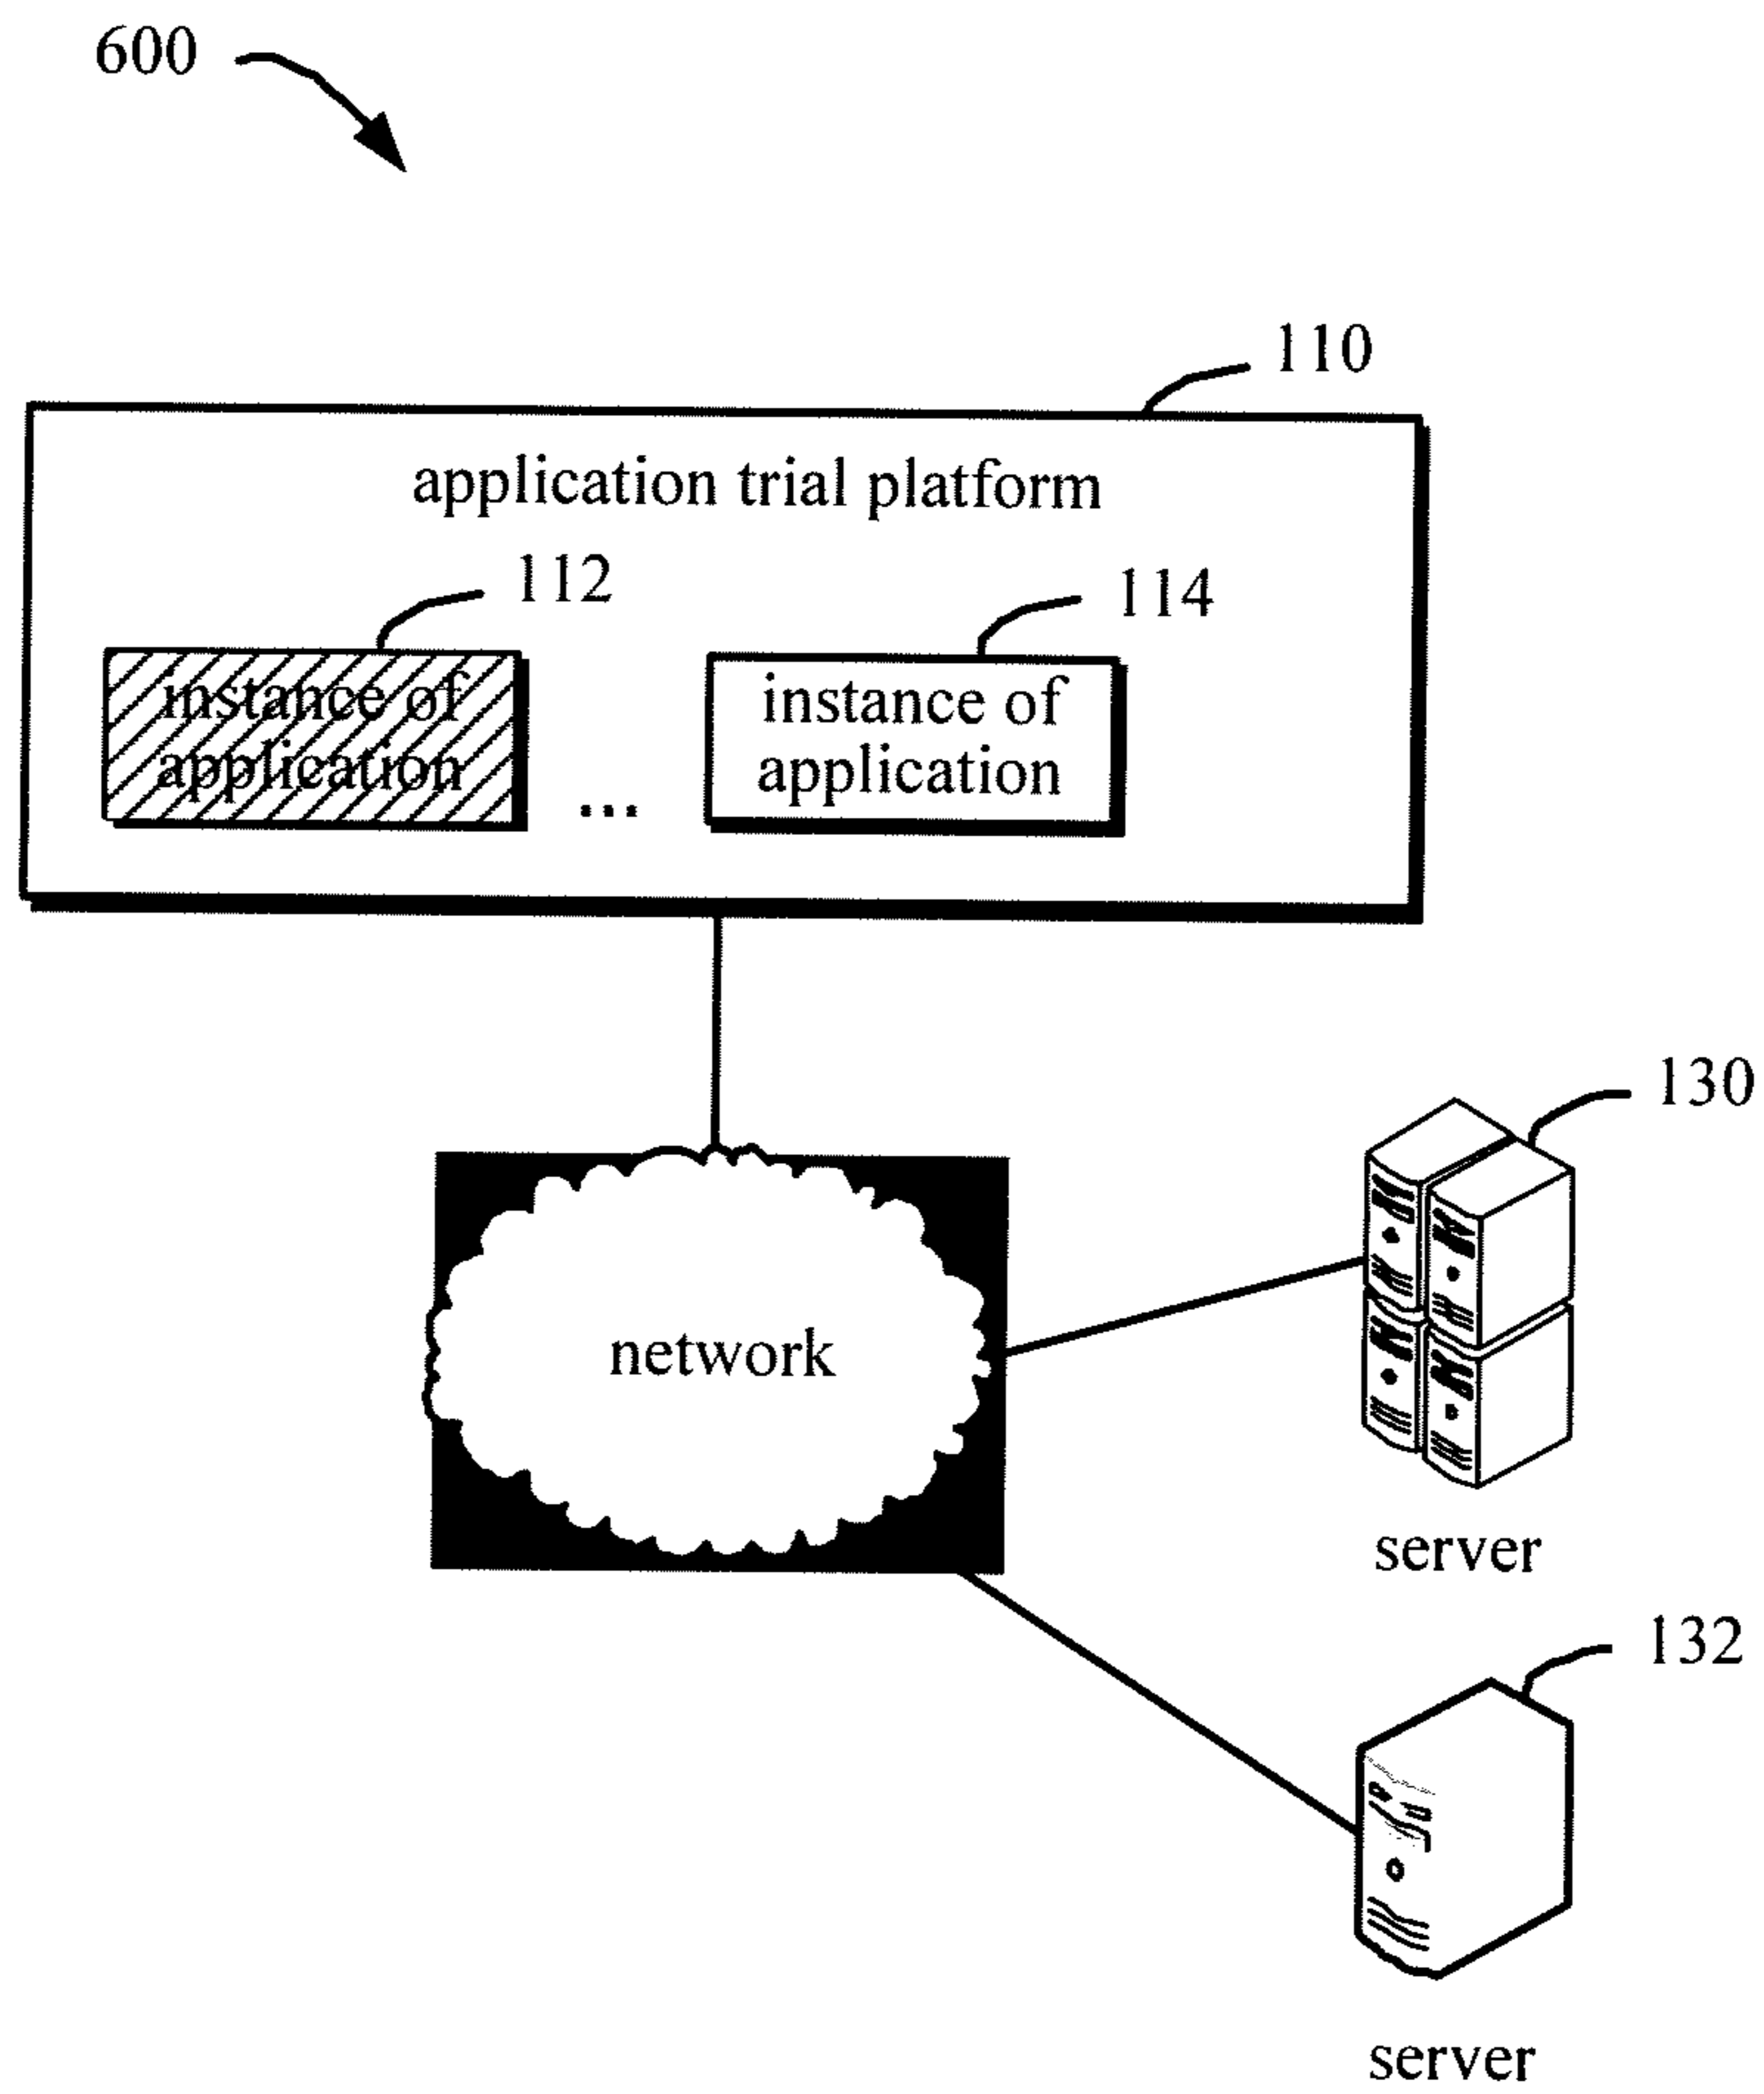 600
110
application trial platform
112
114
instance of
application
...
instance of
application
130
network
server
132
server